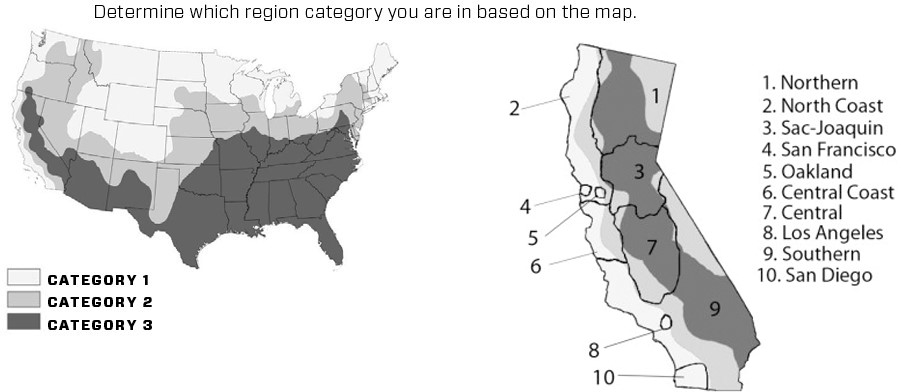 Determine which region category you are in based on the map.
CATEGORY 1
CATEGORY 2
CATEGORY 3
1
2
3
4
5
6
7
8
9
10
1. Northern
2. North Coast
3. Sac-Joaquin
4. San Francisco
5. Oakland
6. Central Coast
7. Central
8. Los Angeles
9. Southern
10. San Diego